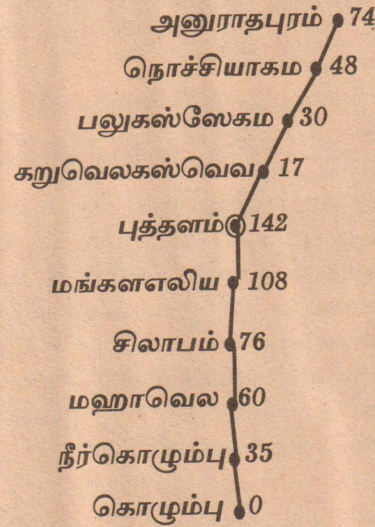 அனுராதபுரம் 74
நொச்சியாகம 48
பலுகஸ்ஸேகம 30
கறுவெலகஸ்வெவ 17
புத்தளம் 142
மங்களஎலிய 108
சிலாபம் 76
மஹாவெல 60
நீர்கொழும்பு 35
கொழும்பு 0